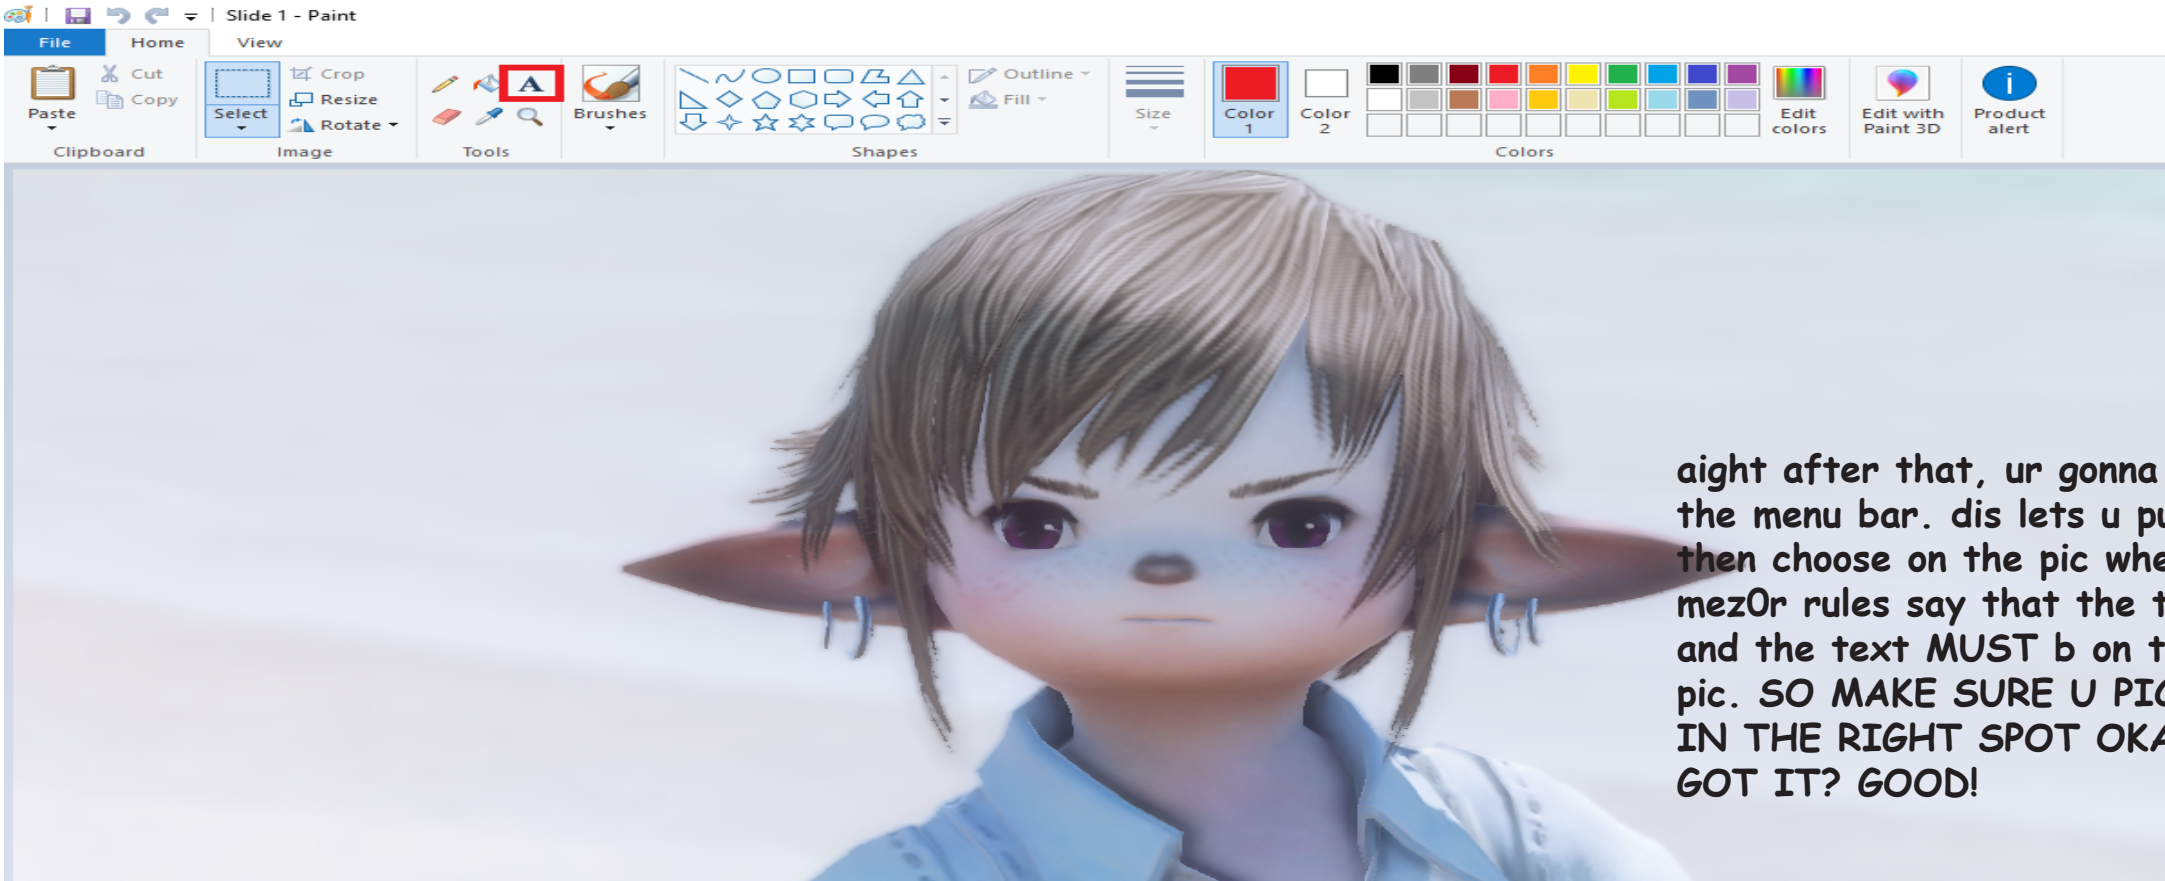 Slide 1 - Paint
File Home View
Paste
Cut
Copy
Clipboard
Select
Crop
Resize
Rotate
Image
A
Tools
Brushes
Shapes
Outline
Fill
Size
Color 1
Color 2
Colors
Edit colors
Edit with Paint 3D
Product alert
aight after that, ur gonna
the menu bar. dis lets u
then choose on the pic
mez0r rules say that the
and the text MUST b on
pic. SO MAKE SURE U
IN THE RIGHT SPOT
GOT IT? GOOD!